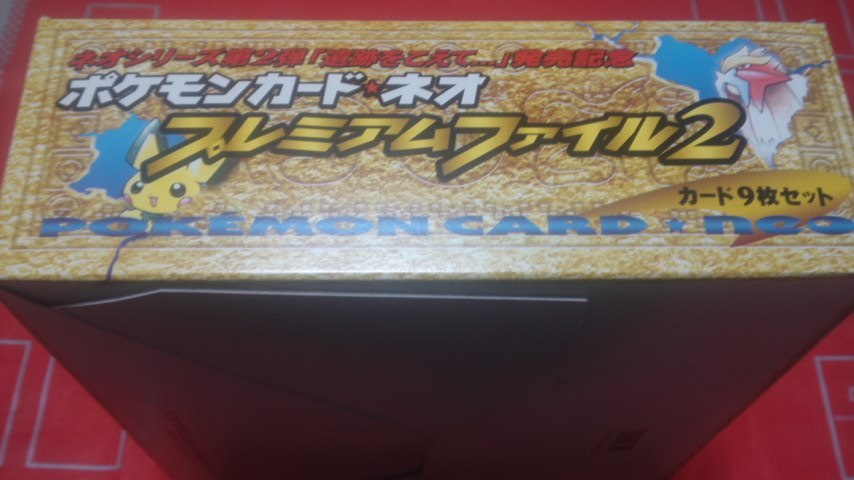 ネオシリーズ第2弾「遺跡をこえて…」発売記念
ポケモンカード★ネオ
プレミアムファイル2
カード9枚セット
POKÉMON CARD ★ neo